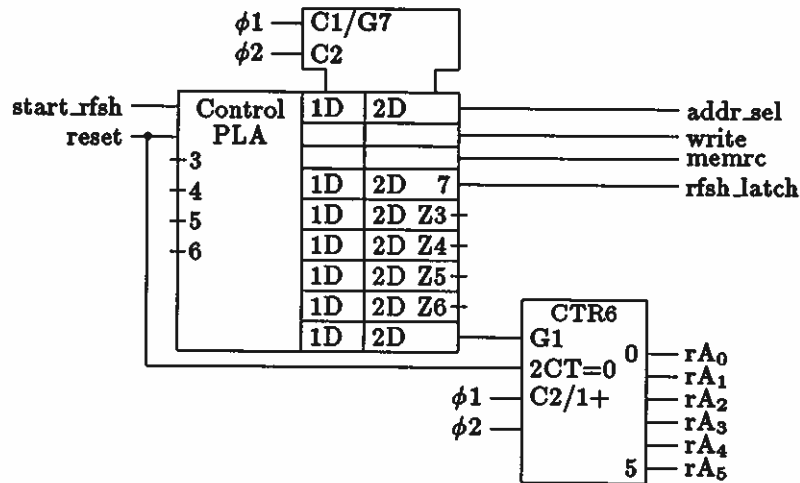 ϕ1 C1/G7
ϕ2 C2
start_rfsh Control 1D 2D addr_sel
reset PLA write
memrc
3
4 1D 2D 7 rfsh_latch
5 1D 2D Z3
6 1D 2D Z4
1D 2D Z5
1D 2D Z6
1D 2D
CTR6
G1
0 rA₀
2CT=0 rA₁
ϕ1 C2/1+ rA₂
ϕ2 rA₃
rA₄
5 rA₅